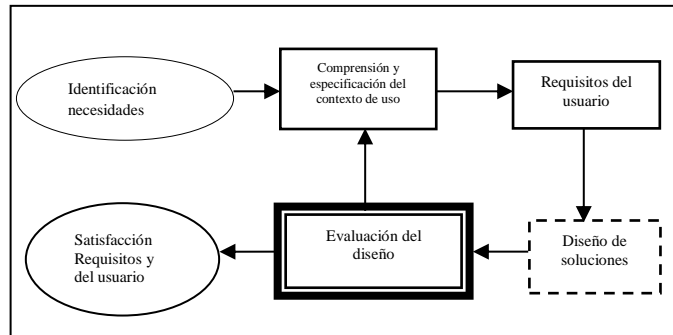 Identificación
necesidades
Comprensión y
especificación del
contexto de uso
Requisitos del
usuario
Satisfacción
Requisitos y
del usuario
Evaluación del
diseño
Diseño de
soluciones